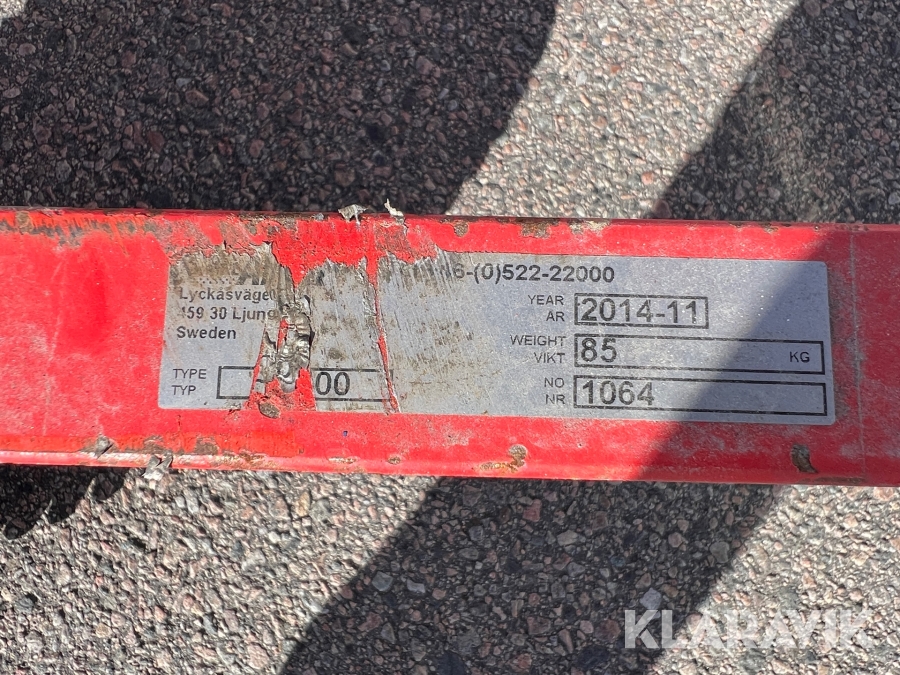 6-(0)522-22000
Lyckåsväge
459 30 Ljung
Sweden
YEAR
ÅR 2014-11
WEIGHT
VIKT 85 KG
TYPE
TYP 00
NO
NR 1064
KLARAVIK